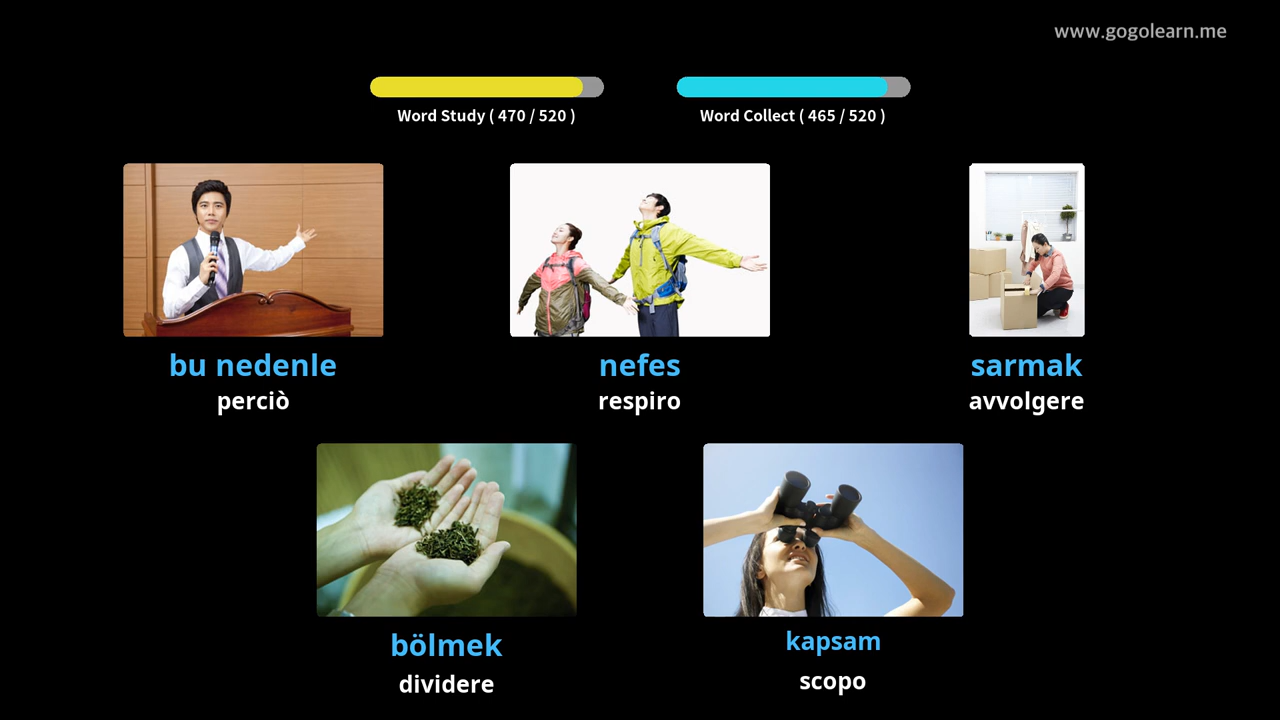 www.gogolearn.me
Word Study ( 470 / 520 )
Word Collect ( 465 / 520 )
bu nedenle
perciò
nefes
respiro
sarmak
avvolgere
bölmek
dividere
kapsam
scopo